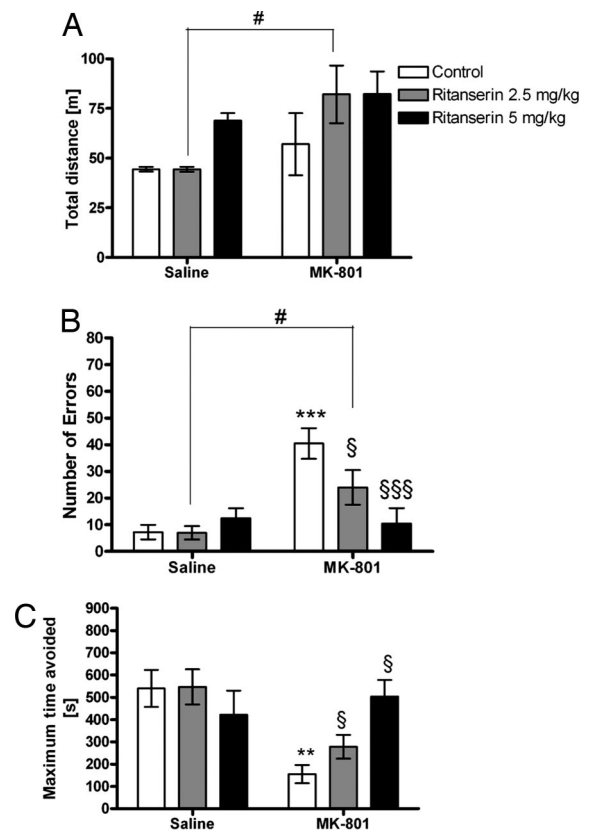 A
#
100
75
50
25
0
Total distance [m]
Saline
MK-801
Control
Ritanserin 2.5 mg/kg
Ritanserin 5 mg/kg
B
#
80
70
60
50
40
30
20
10
0
Number of Errors
***
§
§§§
Saline
MK-801
C
900
800
700
600
500
400
300
200
100
0
Maximum time avoided
[s]
**
§
§
Saline
MK-801